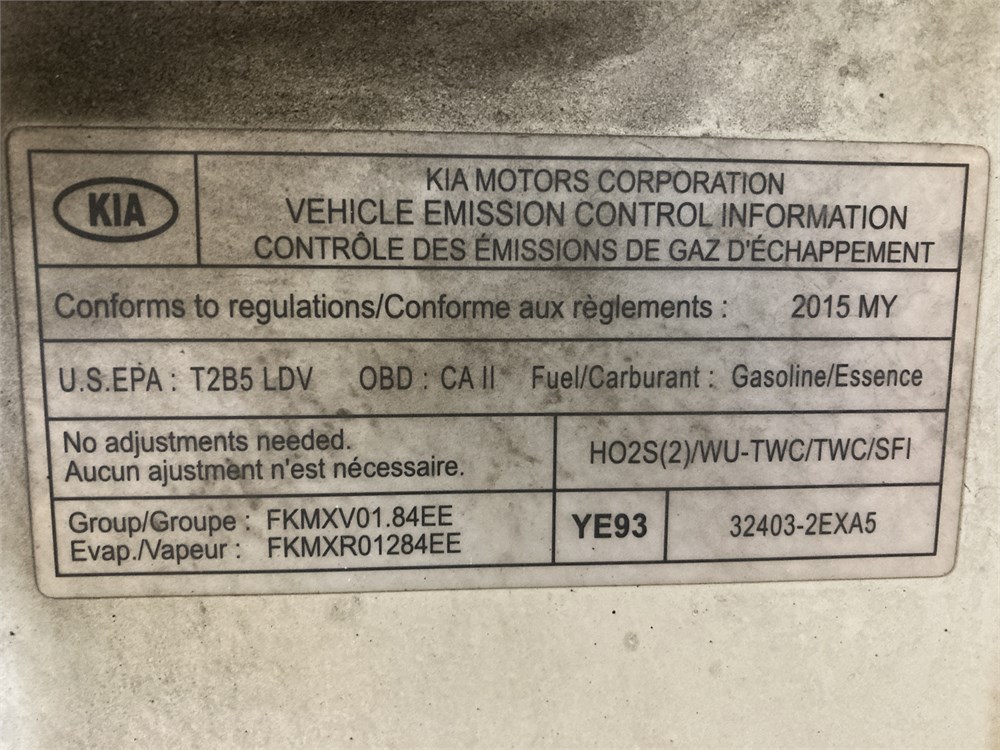 KIA
KIA MOTORS CORPORATION
VEHICLE EMISSION CONTROL INFORMATION
CONTRÔLE DES ÉMISSIONS DE GAZ D'ÉCHAPPEMENT
Conforms to regulations/Conforme aux règlements : 2015 MY
U.S.EPA : T2B5 LDV OBD : CA II Fuel/Carburant : Gasoline/Essence
No adjustments needed.
Aucun ajustment n'est nécessaire.
HO2S(2)/WU-TWC/TWC/SFI
Group/Groupe : FKMXV01.84EE
Evap./Vapeur : FKMXR01284EE
YE93
32403-2EXA5